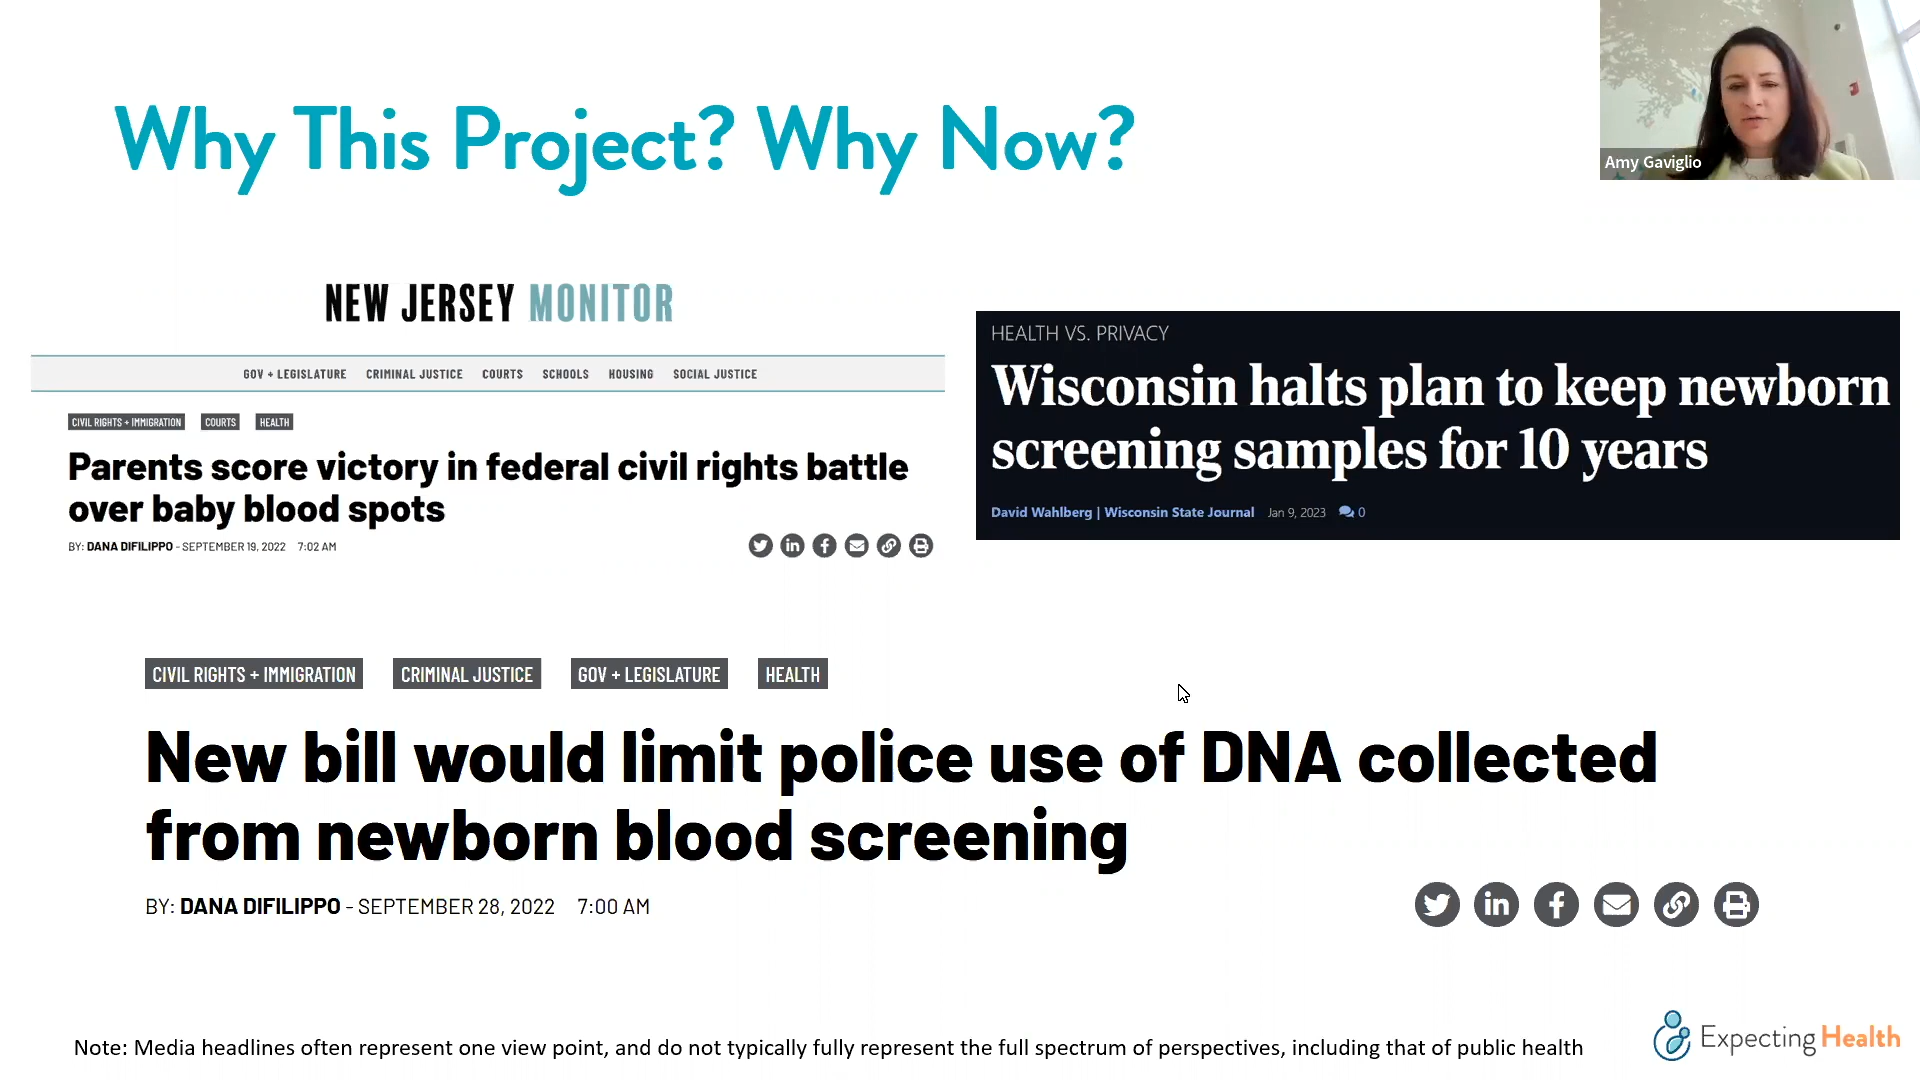 Why This Project? Why Now?
Amy Gaviglio
NEW JERSEY MONITOR
GOV + LEGISLATURE CRIMINAL JUSTICE COURTS SCHOOLS HOUSING SOCIAL JUSTICE
CIVIL RIGHTS + IMMIGRATION COURTS HEALTH
Parents score victory in federal civil rights battle
over baby blood spots
BY: DANA DIFILIPPO - SEPTEMBER 19, 2022 7:02 AM
HEALTH VS. PRIVACY
Wisconsin halts plan to keep newborn
screening samples for 10 years
David Wahlberg | Wisconsin State Journal Jan 9, 2023 0
CIVIL RIGHTS + IMMIGRATION CRIMINAL JUSTICE GOV + LEGISLATURE HEALTH
New bill would limit police use of DNA collected
from newborn blood screening
BY: DANA DIFILIPPO - SEPTEMBER 28, 2022 7:00 AM
Note: Media headlines often represent one view point, and do not typically fully represent the full spectrum of perspectives, including that of public health
Expecting Health